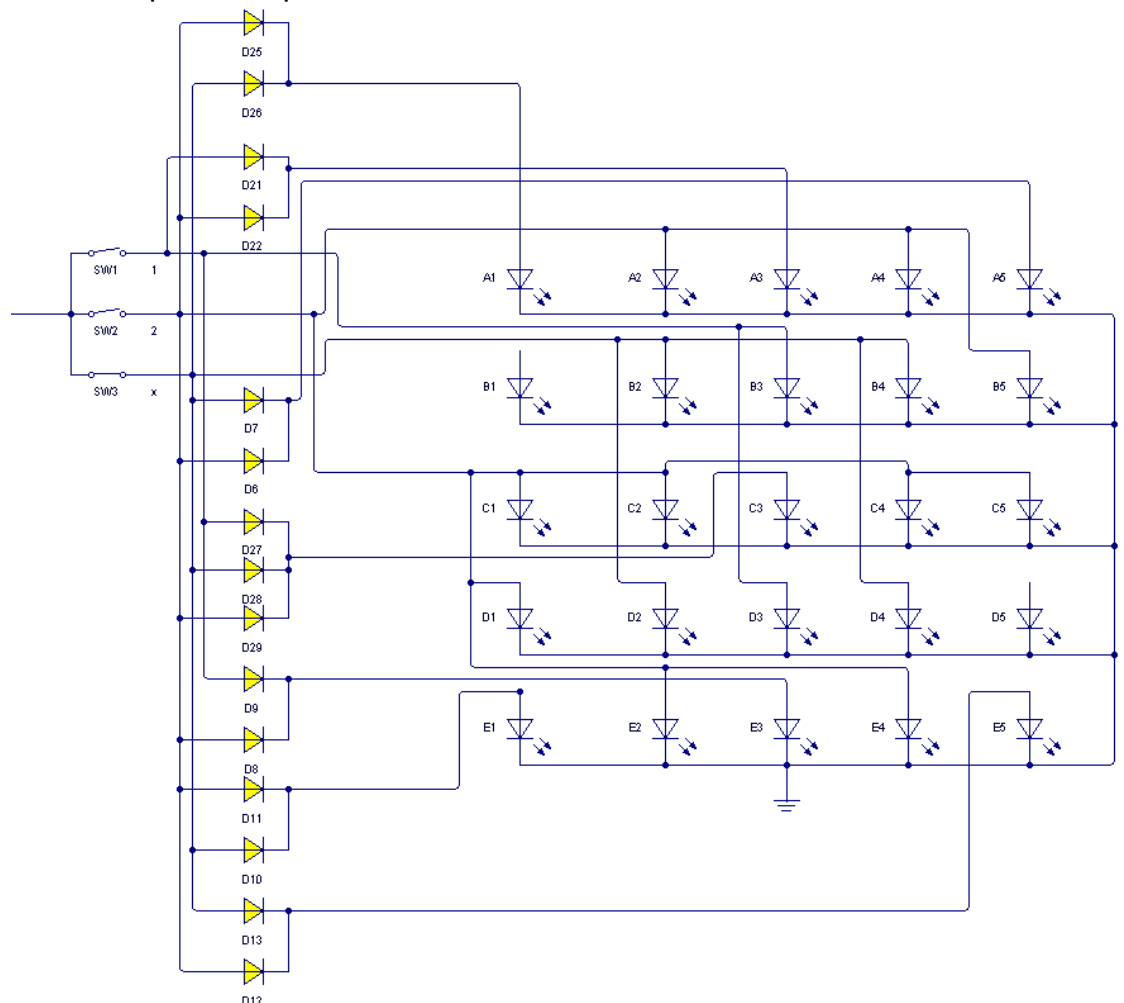 D25
D26
D21
D22
SW1 1
SW2 2
SW3 x
A1 A2 A3 A4 A5
B1 B2 B3 B4 B5
D7
D6
C1 C2 C3 C4 C5
D27
D28
D29
D1 D2 D3 D4 D5
D9
D8
E1 E2 E3 E4 E5
D11
D10
D13
D12